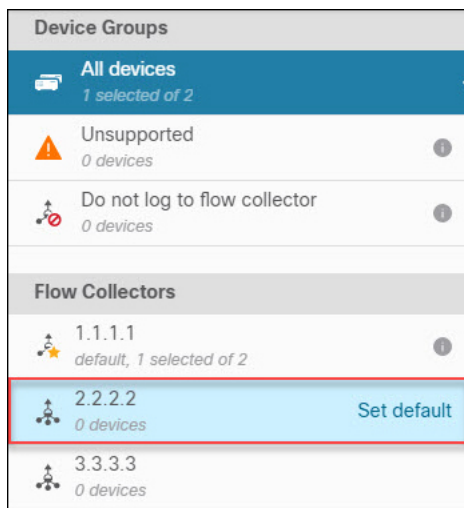 Device Groups
All devices
1 selected of 2
Unsupported
0 devices
Do not log to flow collector
0 devices
Flow Collectors
1.1.1.1
default, 1 selected of 2
2.2.2.2
0 devices
Set default
3.3.3.3
0 devices